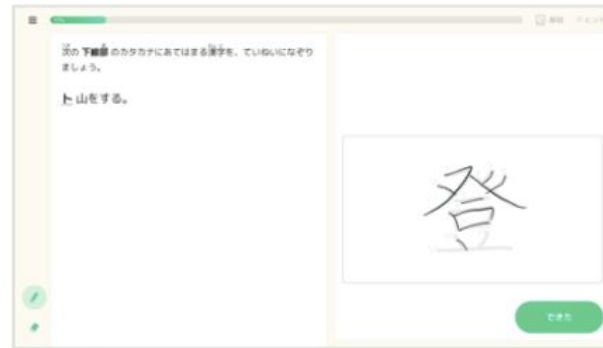 次の 下線部 のカタカナにあてはまる漢字を、ていねいになぞり
ましょう。
ト 山をする。
登
できた